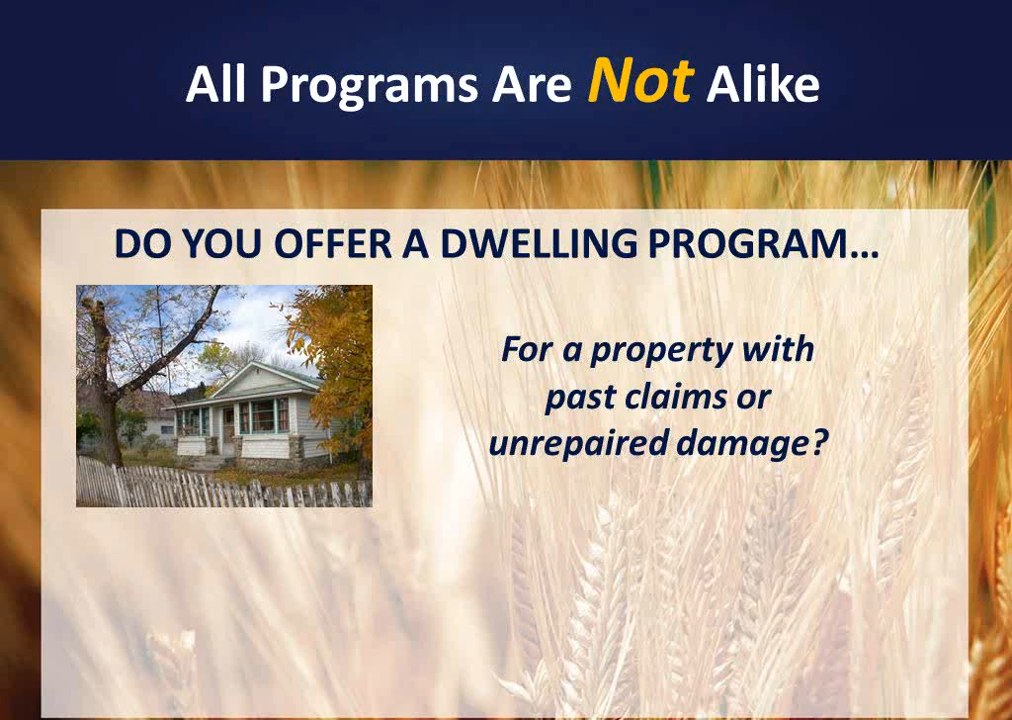 All Programs Are Not Alike
DO YOU OFFER A DWELLING PROGRAM...
For a property with
past claims or
unrepaired damage?